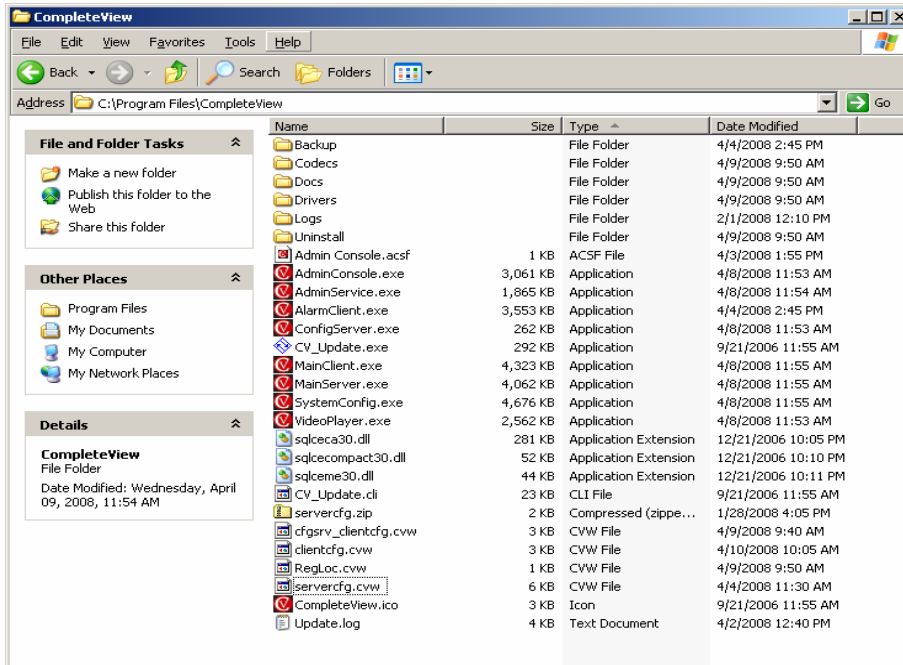 CompleteView
File Edit View Favorites Tools Help
Back Search Folders
Address C:\Program Files\CompleteView Go
File and Folder Tasks
Make a new folder
Publish this folder to the
Web
Share this folder
Other Places
Program Files
My Documents
My Computer
My Network Places
Details
CompleteView
File Folder
Date Modified: Wednesday, April
09, 2008, 11:54 AM
Name Size Type Date Modified
Backup File Folder 4/4/2008 2:45 PM
Codecs File Folder 4/9/2008 9:50 AM
Docs File Folder 4/9/2008 9:50 AM
Drivers File Folder 4/9/2008 9:50 AM
Logs File Folder 2/1/2008 12:10 PM
Uninstall File Folder 4/9/2008 9:50 AM
Admin Console.acsf 1 KB ACSF File 4/3/2008 1:55 PM
AdminConsole.exe 3,061 KB Application 4/8/2008 11:53 AM
AdminService.exe 1,865 KB Application 4/8/2008 11:54 AM
AlarmClient.exe 3,553 KB Application 4/4/2008 2:45 PM
ConfigServer.exe 262 KB Application 4/8/2008 11:53 AM
CV_Update.exe 292 KB Application 9/21/2006 11:55 AM
MainClient.exe 4,323 KB Application 4/8/2008 11:55 AM
MainServer.exe 4,062 KB Application 4/8/2008 11:55 AM
SystemConfig.exe 4,676 KB Application 4/8/2008 11:55 AM
VideoPlayer.exe 2,562 KB Application 4/8/2008 11:53 AM
sqlceca30.dll 281 KB Application Extension 12/21/2006 10:05 PM
sqlcecompact30.dll 52 KB Application Extension 12/21/2006 10:10 PM
sqlceme30.dll 44 KB Application Extension 12/21/2006 10:11 PM
CV_Update.cli 23 KB CLI File 9/21/2006 11:55 AM
servercfg.zip 2 KB Compressed (zippe... 1/28/2008 4:05 PM
cfgsrv_clientcfg.cvw 3 KB CVW File 4/9/2008 9:40 AM
clientcfg.cvw 3 KB CVW File 4/10/2008 10:05 AM
RegLoc.cvw 1 KB CVW File 4/9/2008 9:50 AM
servercfg.cvw 6 KB CVW File 4/4/2008 11:30 AM
CompleteView.ico 3 KB Icon 9/21/2006 11:55 AM
Update.log 4 KB Text Document 4/2/2008 12:40 PM